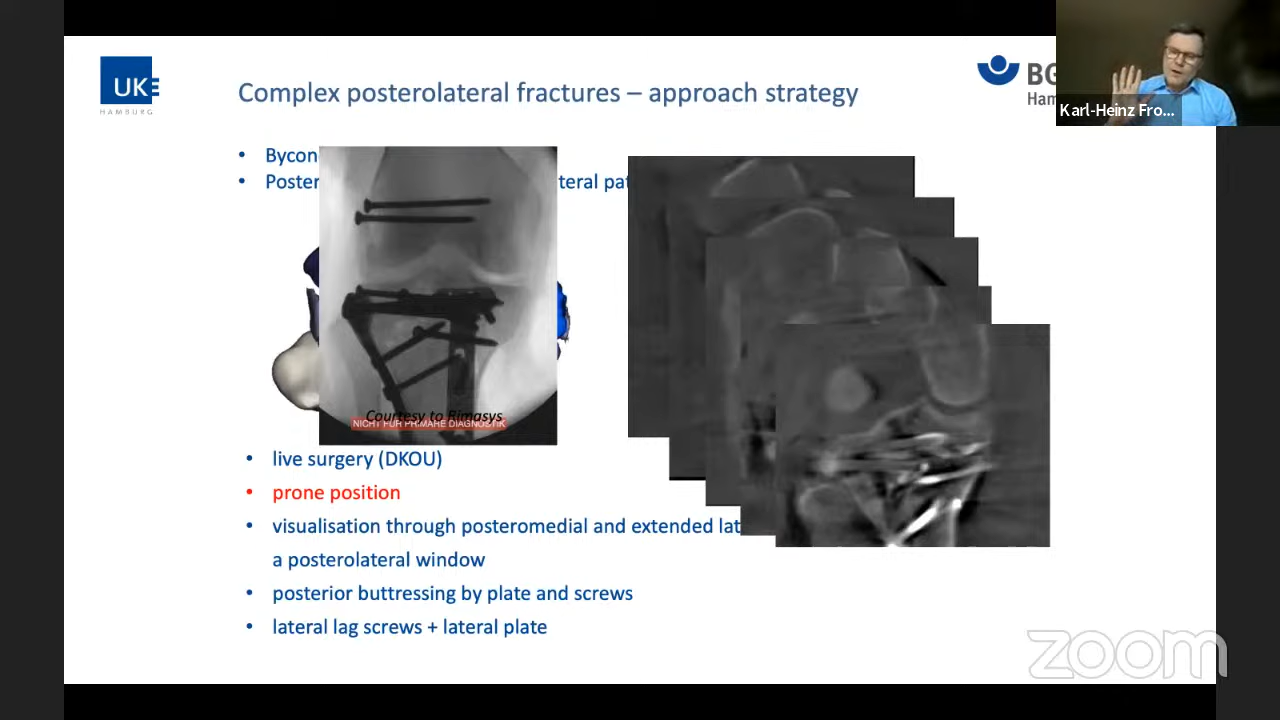 UKE
HAMBURG
Complex posterolateral fractures – approach strategy
BG
Ham
Karl-Heinz Fro...
• Bycon
• Poster
teral pat
Courtesy to Rimasys
NICHT FÜR PRIMÄRE DIAGNOSTIK
• live surgery (DKOU)
• prone position
• visualisation through posteromedial and extended lat
a posterolateral window
• posterior buttressing by plate and screws
• lateral lag screws + lateral plate
zoom